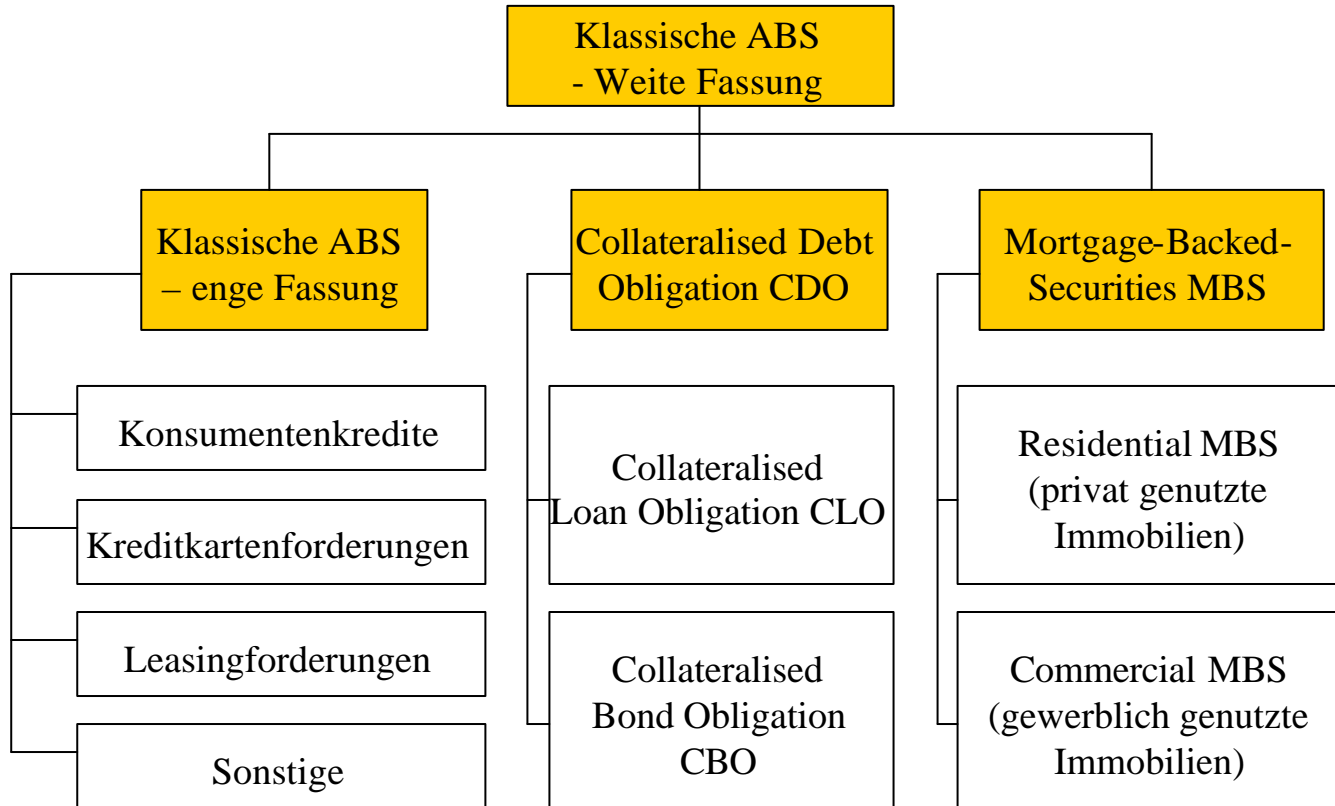 Klassische ABS
- Weite Fassung
Klassische ABS
– enge Fassung
Collateralised Debt
Obligation CDO
Mortgage-Backed-
Securities MBS
Konsumentenkredite
Kreditkartenforderungen
Leasingforderungen
Sonstige
Collateralised
Loan Obligation CLO
Collateralised
Bond Obligation
CBO
Residential MBS
(privat genutzte
Immobilien)
Commercial MBS
(gewerblich genutzte
Immobilien)